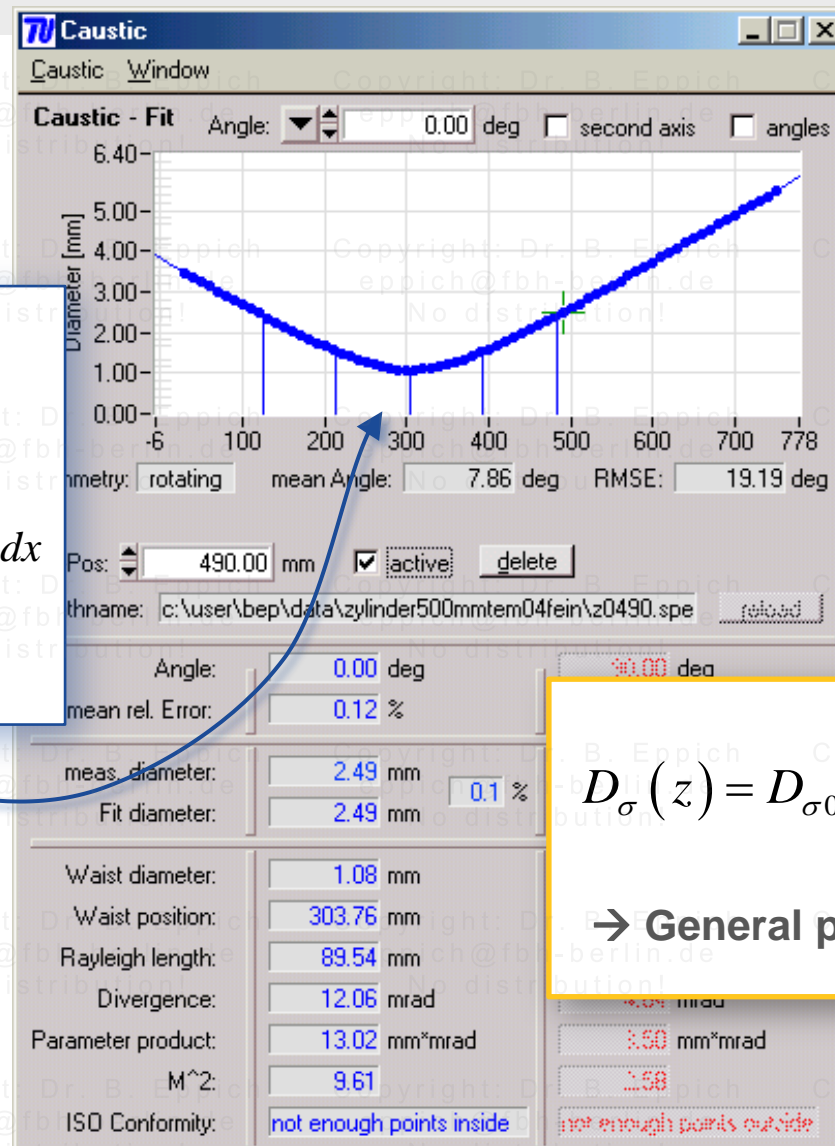 Caustic
Caustic Window
Caustic - Fit Angle: 0.00 deg second axis angles
6.40
5.00
4.00
3.00
2.00
1.00
0.00
Diameter [mm]
-6 100 200 300 400 500 600 700 778
mmetry: rotating mean Angle: 7.86 deg RMSE: 19.19 deg
dx
Pos: 490.00 mm active delete
thname: c:\user\bep\data\zylinder500mmtem04fein\z0490.spe reload
Angle: 0.00 deg 90.00 deg
mean rel. Error: 0.12 %
meas. diameter: 2.49 mm 0.1 %
Fit diameter: 2.49 mm
Dσ(z) = Dσ0
→ General p
Waist diameter: 1.08 mm
Waist position: 303.76 mm
Rayleigh length: 89.54 mm
Divergence: 12.06 mrad mrad
Parameter product: 13.02 mm*mrad mm*mrad
M^2: 9.61
ISO Conformity: not enough points inside not enough points outside
Copyright: Dr. B. Eppich
eppich@fbh-berlin.de
No distribution!